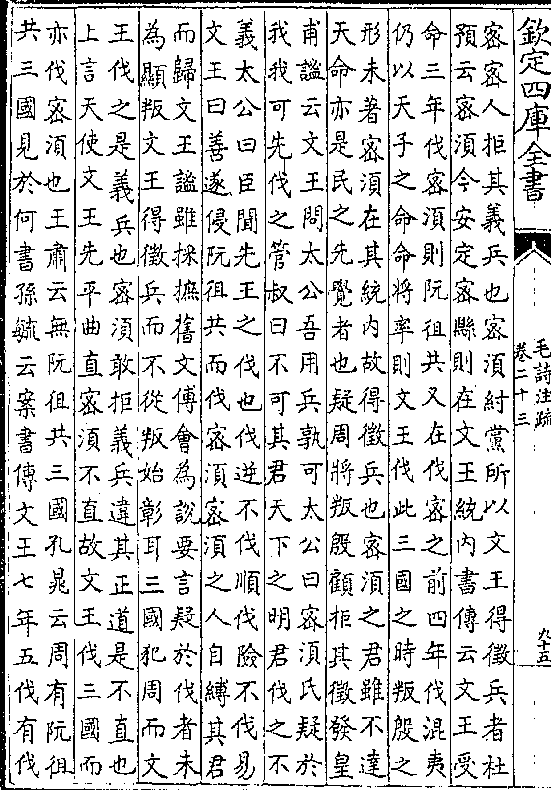 欽定四庫全書
毛詩注疏
卷二十三
九十五
密密人拒其義兵也密須紂黨所以文王得徵兵者杜
預云密須今安定密縣則在文王統內書傳云文王受
命三年伐密須則阮徂共又在伐密之前四年伐混夷
仍以天子之命命將率則文王伐此三國之時叛殷之
形未著密須在其統內故得徵兵也密須之君雖不達
天命亦是民之先覺者也疑周將叛殷顧拒其徵發皇
甫謐云文王問太公吾用兵孰可太公曰密須氏疑於
我我可先伐之管叔曰不可其君天下之明君伐之不
義太公曰臣聞先王之伐也伐逆不伐順伐險不伐易
文王曰善遂侵阮徂共而伐密須密須之人自縛其君
而歸文王謐雖採摭舊文傅會為說要言疑於伐者未
為顯叛文王得徵兵而不從叛始彰耳三國犯周而文
王伐之是義兵也密須敢拒義兵違其正道是不直也
上言天使文王先平曲直密須不直故文王伐三國而
亦伐密須也王肅云無阮徂共三國孔晁云周有阮徂
共三國見於何書孫毓云案書傳文王七年五伐有伐